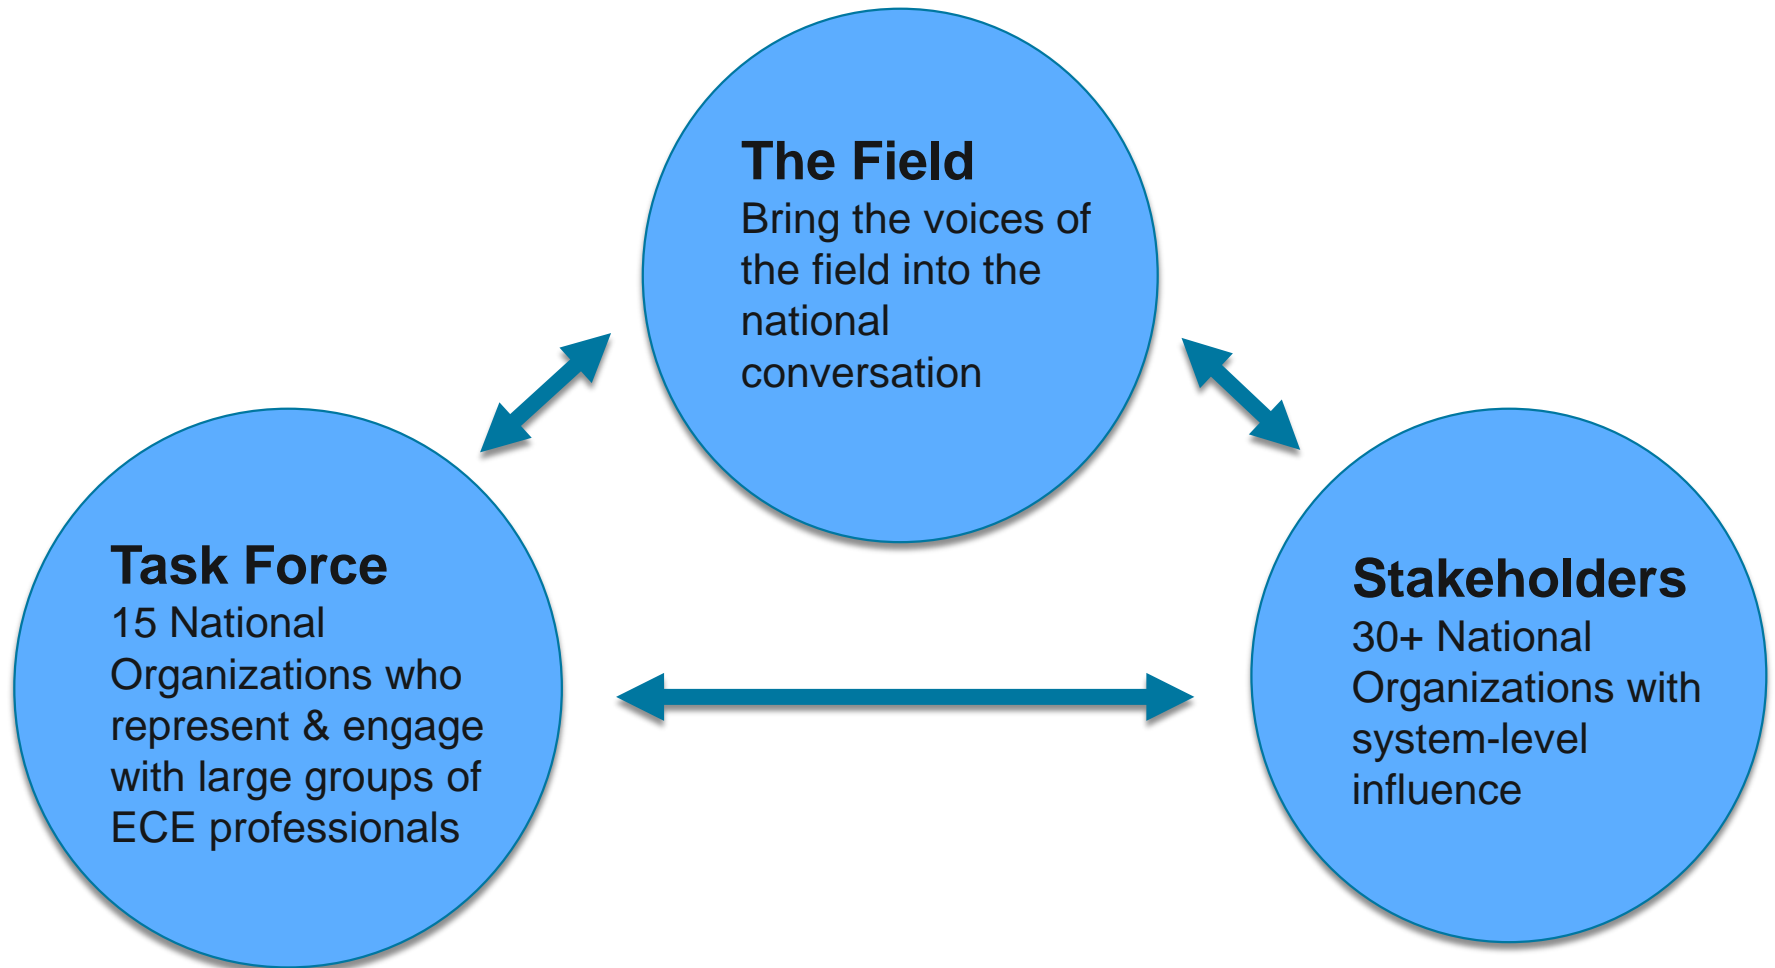 The Field
Bring the voices of
the field into the
national
conversation
Task Force
15 National
Organizations who
represent & engage
with large groups of
ECE professionals
Stakeholders
30+ National
Organizations with
system-level
influence